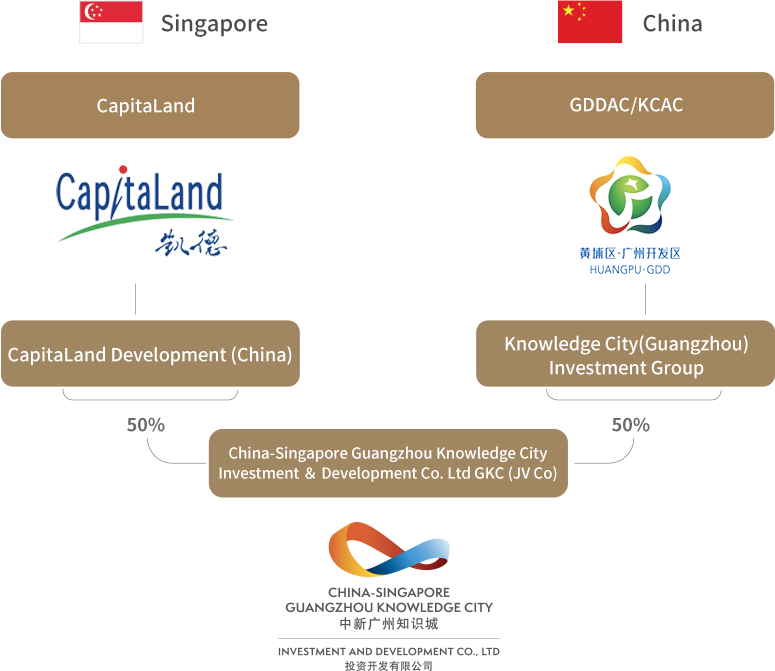 Singapore
China
CapitaLand
GDDAC/KCAC
CapitaLand
凯德
黄埔区·广州开发区
HUANGPU·GDD
CapitaLand Development (China)
Knowledge City(Guangzhou)
Investment Group
50%
50%
China-Singapore Guangzhou Knowledge City
Investment & Development Co. Ltd GKC (JV Co)
CHINA-SINGAPORE
GUANGZHOU KNOWLEDGE CITY
中新广州知识城
INVESTMENT AND DEVELOPMENT CO., LTD
投资开发有限公司